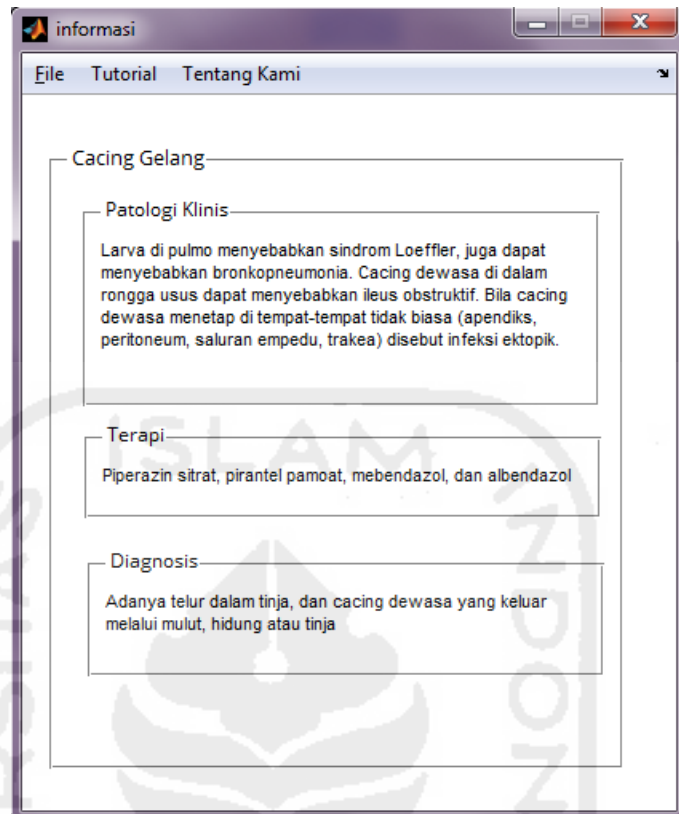 informasi
File Tutorial Tentang Kami
Cacing Gelang
Patologi Klinis
Larva di pulmo menyebabkan sindrom Loeffler, juga dapat
menyebabkan bronkopneumonia. Cacing dewasa di dalam
rongga usus dapat menyebabkan ileus obstruktif. Bila cacing
dewasa menetap di tempat-tempat tidak biasa (apendiks,
peritoneum, saluran empedu, trakea) disebut infeksi ektopik.
Terapi
Piperazin sitrat, pirantel pamoat, mebendazol, dan albendazol
Diagnosis
Adanya telur dalam tinja, dan cacing dewasa yang keluar
melalui mulut, hidung atau tinja
ISLAM